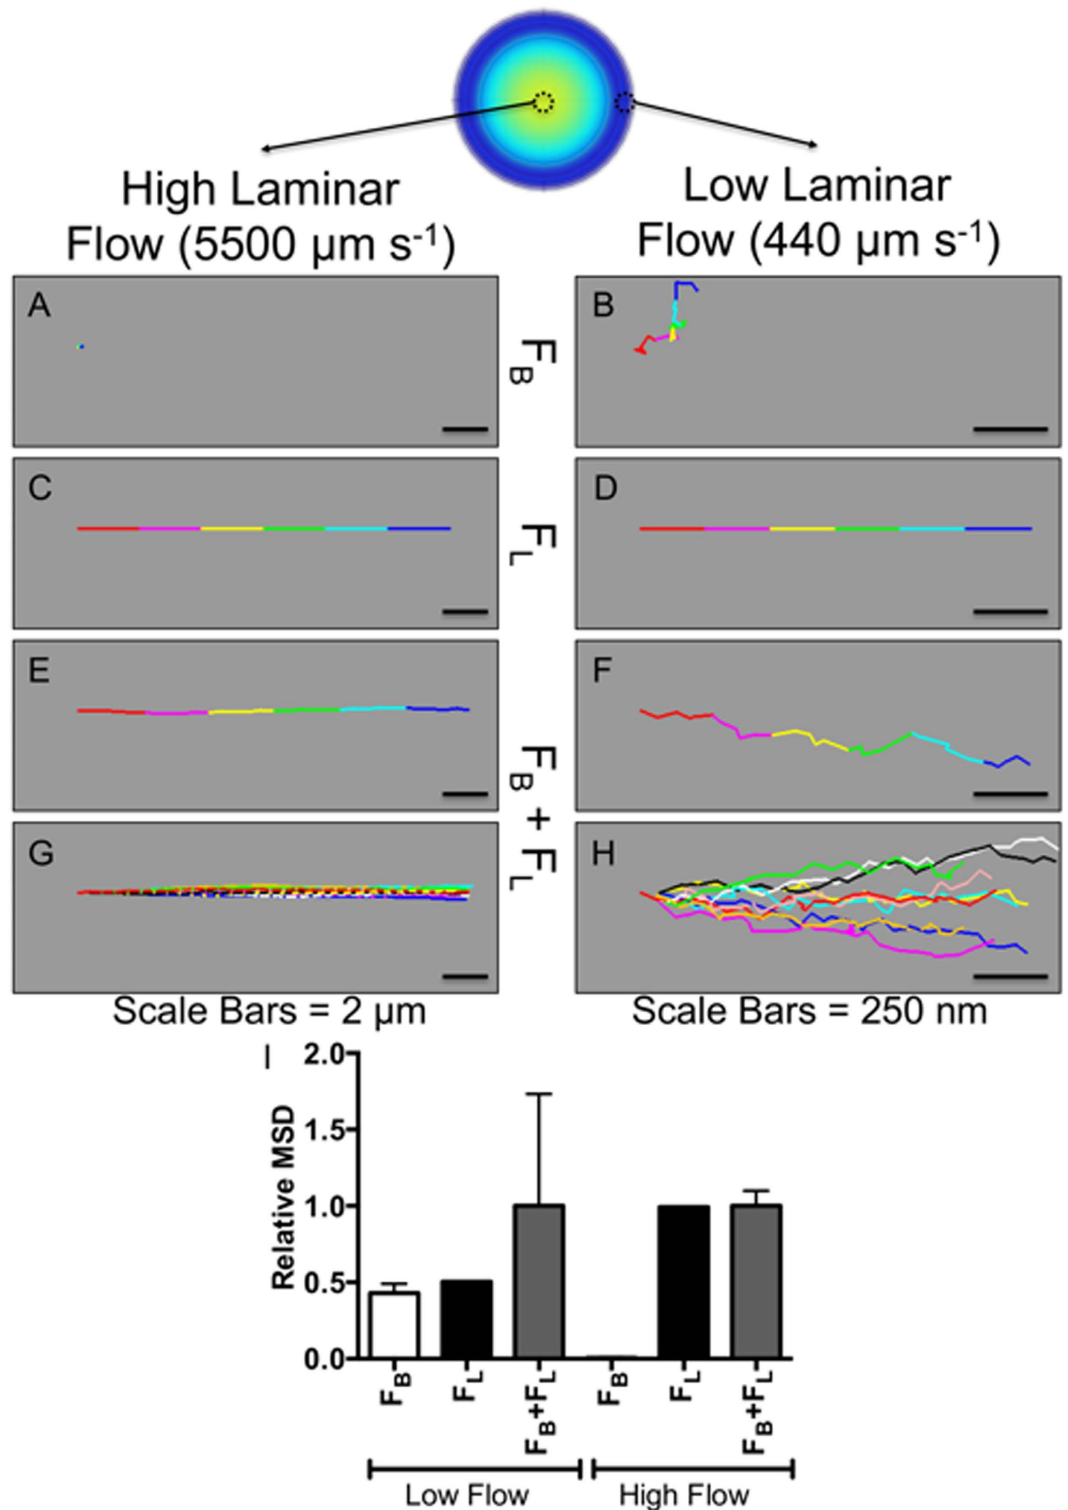 High Laminar
Flow (5500 µm s-1)
Low Laminar
Flow (440 µm s-1)
A
B
FB
C
D
FL
E
F
FB + FL
G
H
Scale Bars = 2 µm
Scale Bars = 250 nm
I
Relative MSD
2.0
1.5
1.0
0.5
0.0
FB
FL
FB+FL
FB
FL
FB+FL
Low Flow
High Flow